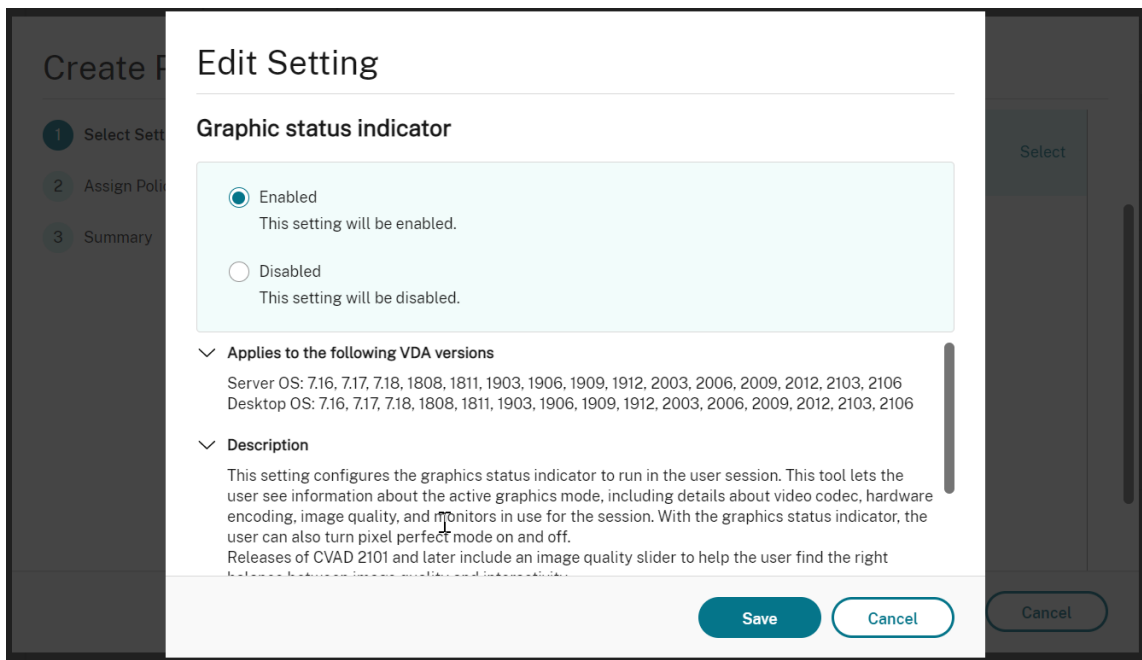 Create P
Edit Setting
1 Select Sett
2 Assign Poli
3 Summary
Select
Graphic status indicator
Enabled
This setting will be enabled.
Disabled
This setting will be disabled.
Applies to the following VDA versions
Server OS: 7.16, 7.17, 7.18, 1808, 1811, 1903, 1906, 1909, 1912, 2003, 2006, 2009, 2012, 2103, 2106
Desktop OS: 7.16, 7.17, 7.18, 1808, 1811, 1903, 1906, 1909, 1912, 2003, 2006, 2009, 2012, 2103, 2106
Description
This setting configures the graphics status indicator to run in the user session. This tool lets the
user see information about the active graphics mode, including details about video codec, hardware
encoding, image quality, and monitors in use for the session. With the graphics status indicator, the
user can also turn pixel perfect mode on and off.
Releases of CVAD 2101 and later include an image quality slider to help the user find the right
balance between image quality and interactivity.
Save
Cancel
Cancel